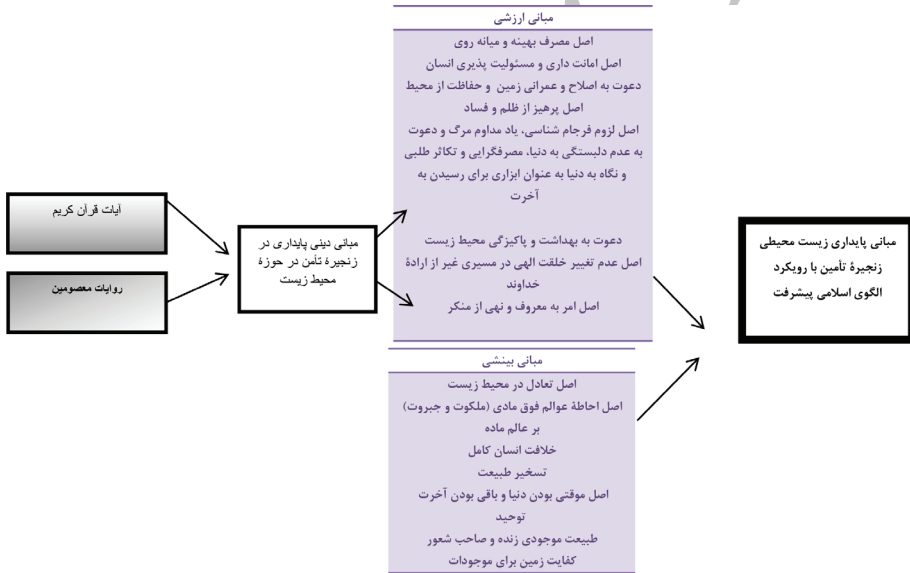 مبانی ارزشی
اصل مصرف بهینه و میانه روی
اصل امانت داری و مسئولیت پذیری انسان
دعوت به اصلاح و عمرانی زمین و حفاظت از محیط
اصل پرهیز از ظلم و فساد
اصل لزوم فرجام شناسی، یاد مداوم مرگ و دعوت
به عدم دلبستگی به دنیا، مصرفگرایی و تکاثر طلبی
و نگاه به دنیا به عنوان ابزاری برای رسیدن به
آخرت
دعوت به بهداشت و پاکیزگی محیط زیست
اصل عدم تغییر خلقت الهی در مسیری غیر از ارادۀ
خداوند
اصل امر به معروف و نهی از منکر
آیات قرآن کریم
روایات معصومین
مبانی دینی پایداری در
زنجیرۀ تأمن در حوزۀ
محیط زیست
مبانی پایداری زیست محیطی
زنجیرۀ تأمین با رویکرد
الگوی اسلامی پیشرفت
مبانی بینشی
اصل تعادل در محیط زیست
اصل احاطۀ عوالم فوق مادی (ملکوت و جبروت)
بر عالم ماده
خلافت انسان کامل
تسخیر طبیعت
اصل موقتی بودن دنیا و باقی بودن آخرت
توحید
طبیعت موجودی زنده و صاحب شعور
کفایت زمین برای موجودات